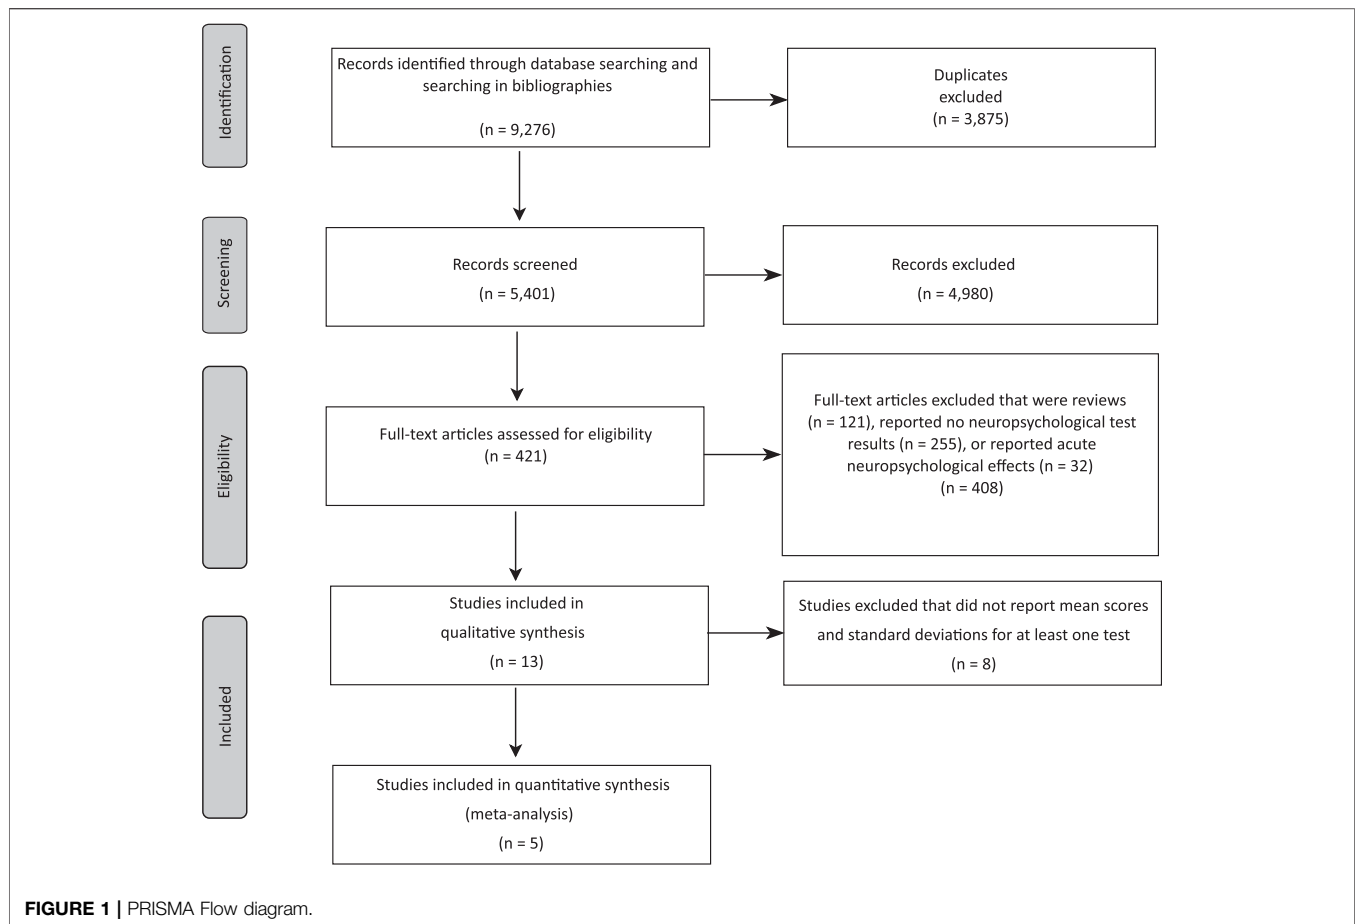 Identification
Records identified through database searching and
searching in bibliographies
(n = 9,276)
Duplicates
excluded
(n = 3,875)
Screening
Records screened
(n = 5,401)
Records excluded
(n = 4,980)
Eligibility
Full-text articles assessed for eligibility
(n = 421)
Full-text articles excluded that were reviews
(n = 121), reported no neuropsychological test
results (n = 255), or reported acute
neuropsychological effects (n = 32)
(n = 408)
Included
Studies included in
qualitative synthesis
(n = 13)
Studies excluded that did not report mean scores
and standard deviations for at least one test
(n = 8)
Studies included in quantitative synthesis
(meta-analysis)
(n = 5)
FIGURE 1 | PRISMA Flow diagram.